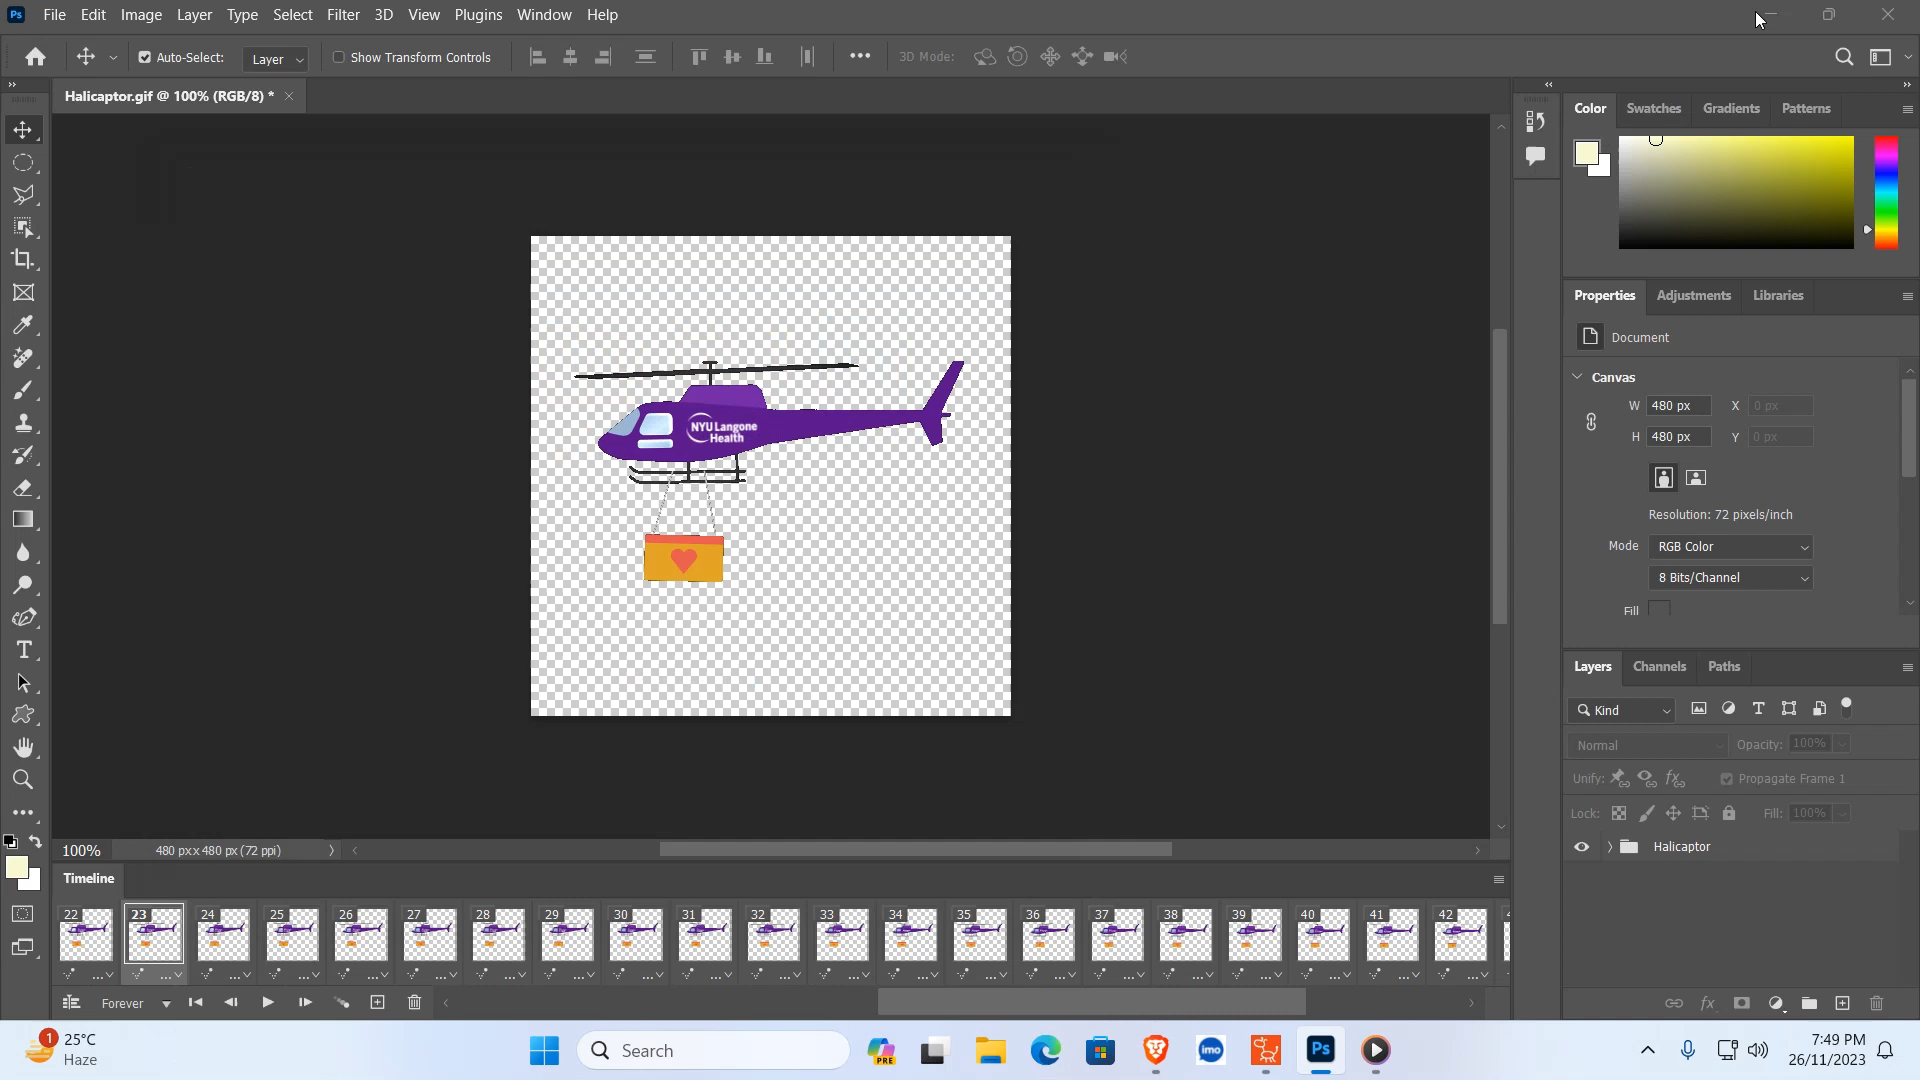 Ps File Edit Image Layer Type Select Filter 3D View Plugins Window Help
Auto-Select: Layer Show Transform Controls 3D Mode:
Halicaptor.gif @ 100% (RGB/8) *
Color Swatches Gradients Patterns
Properties Adjustments Libraries
Document
Canvas
W 480 px X 0 px
H 480 px Y 0 px
Resolution: 72 pixels/inch
Mode RGB Color
8 Bits/Channel
Fill
NYU Langone
Health
Layers Channels Paths
Kind
Normal Opacity: 100%
Unify: Propagate Frame 1
Lock: Fill: 100%
Halicaptor
100% 480 px x 480 px (72 ppi)
Timeline
22 23 24 25 26 27 28 29 30 31 32 33 34 35 36 37 38 39 40 41 42
Forever
1 25°C
Haze
Search
PRE
imo
Ps
7:49 PM
26/11/2023